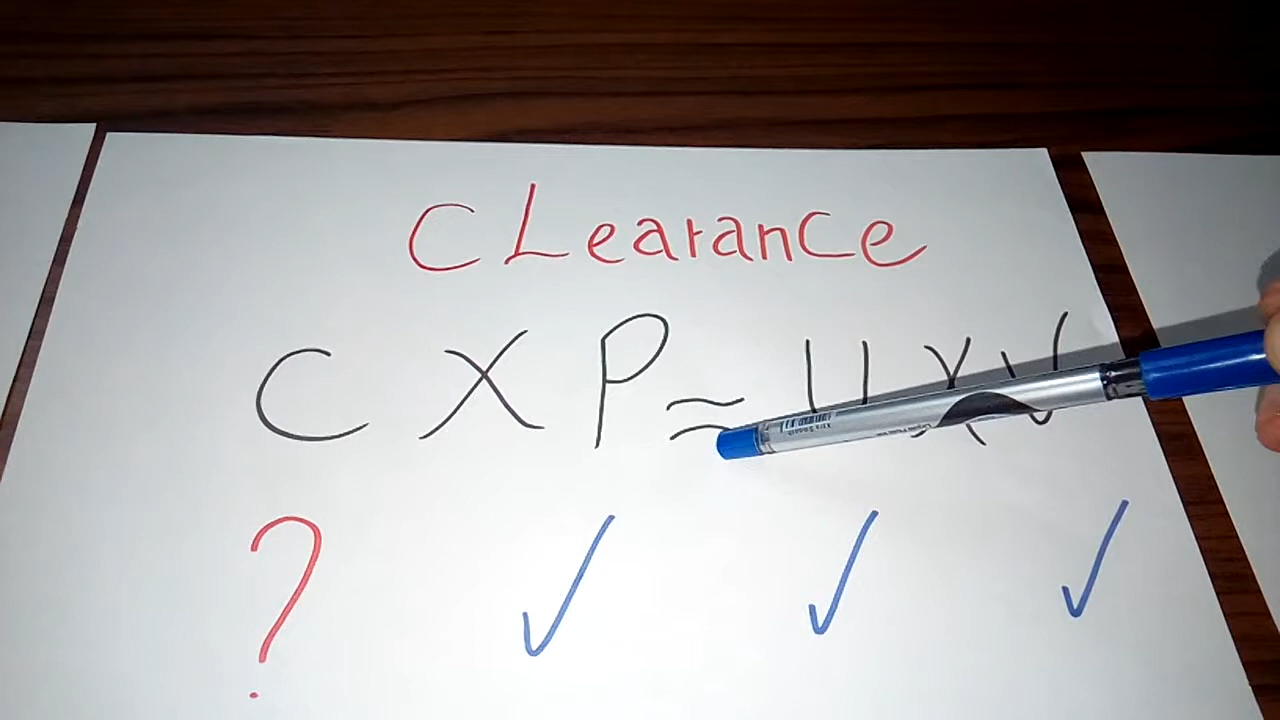 CLearance
C X P ≈ U X V
? ✓ ✓ ✓